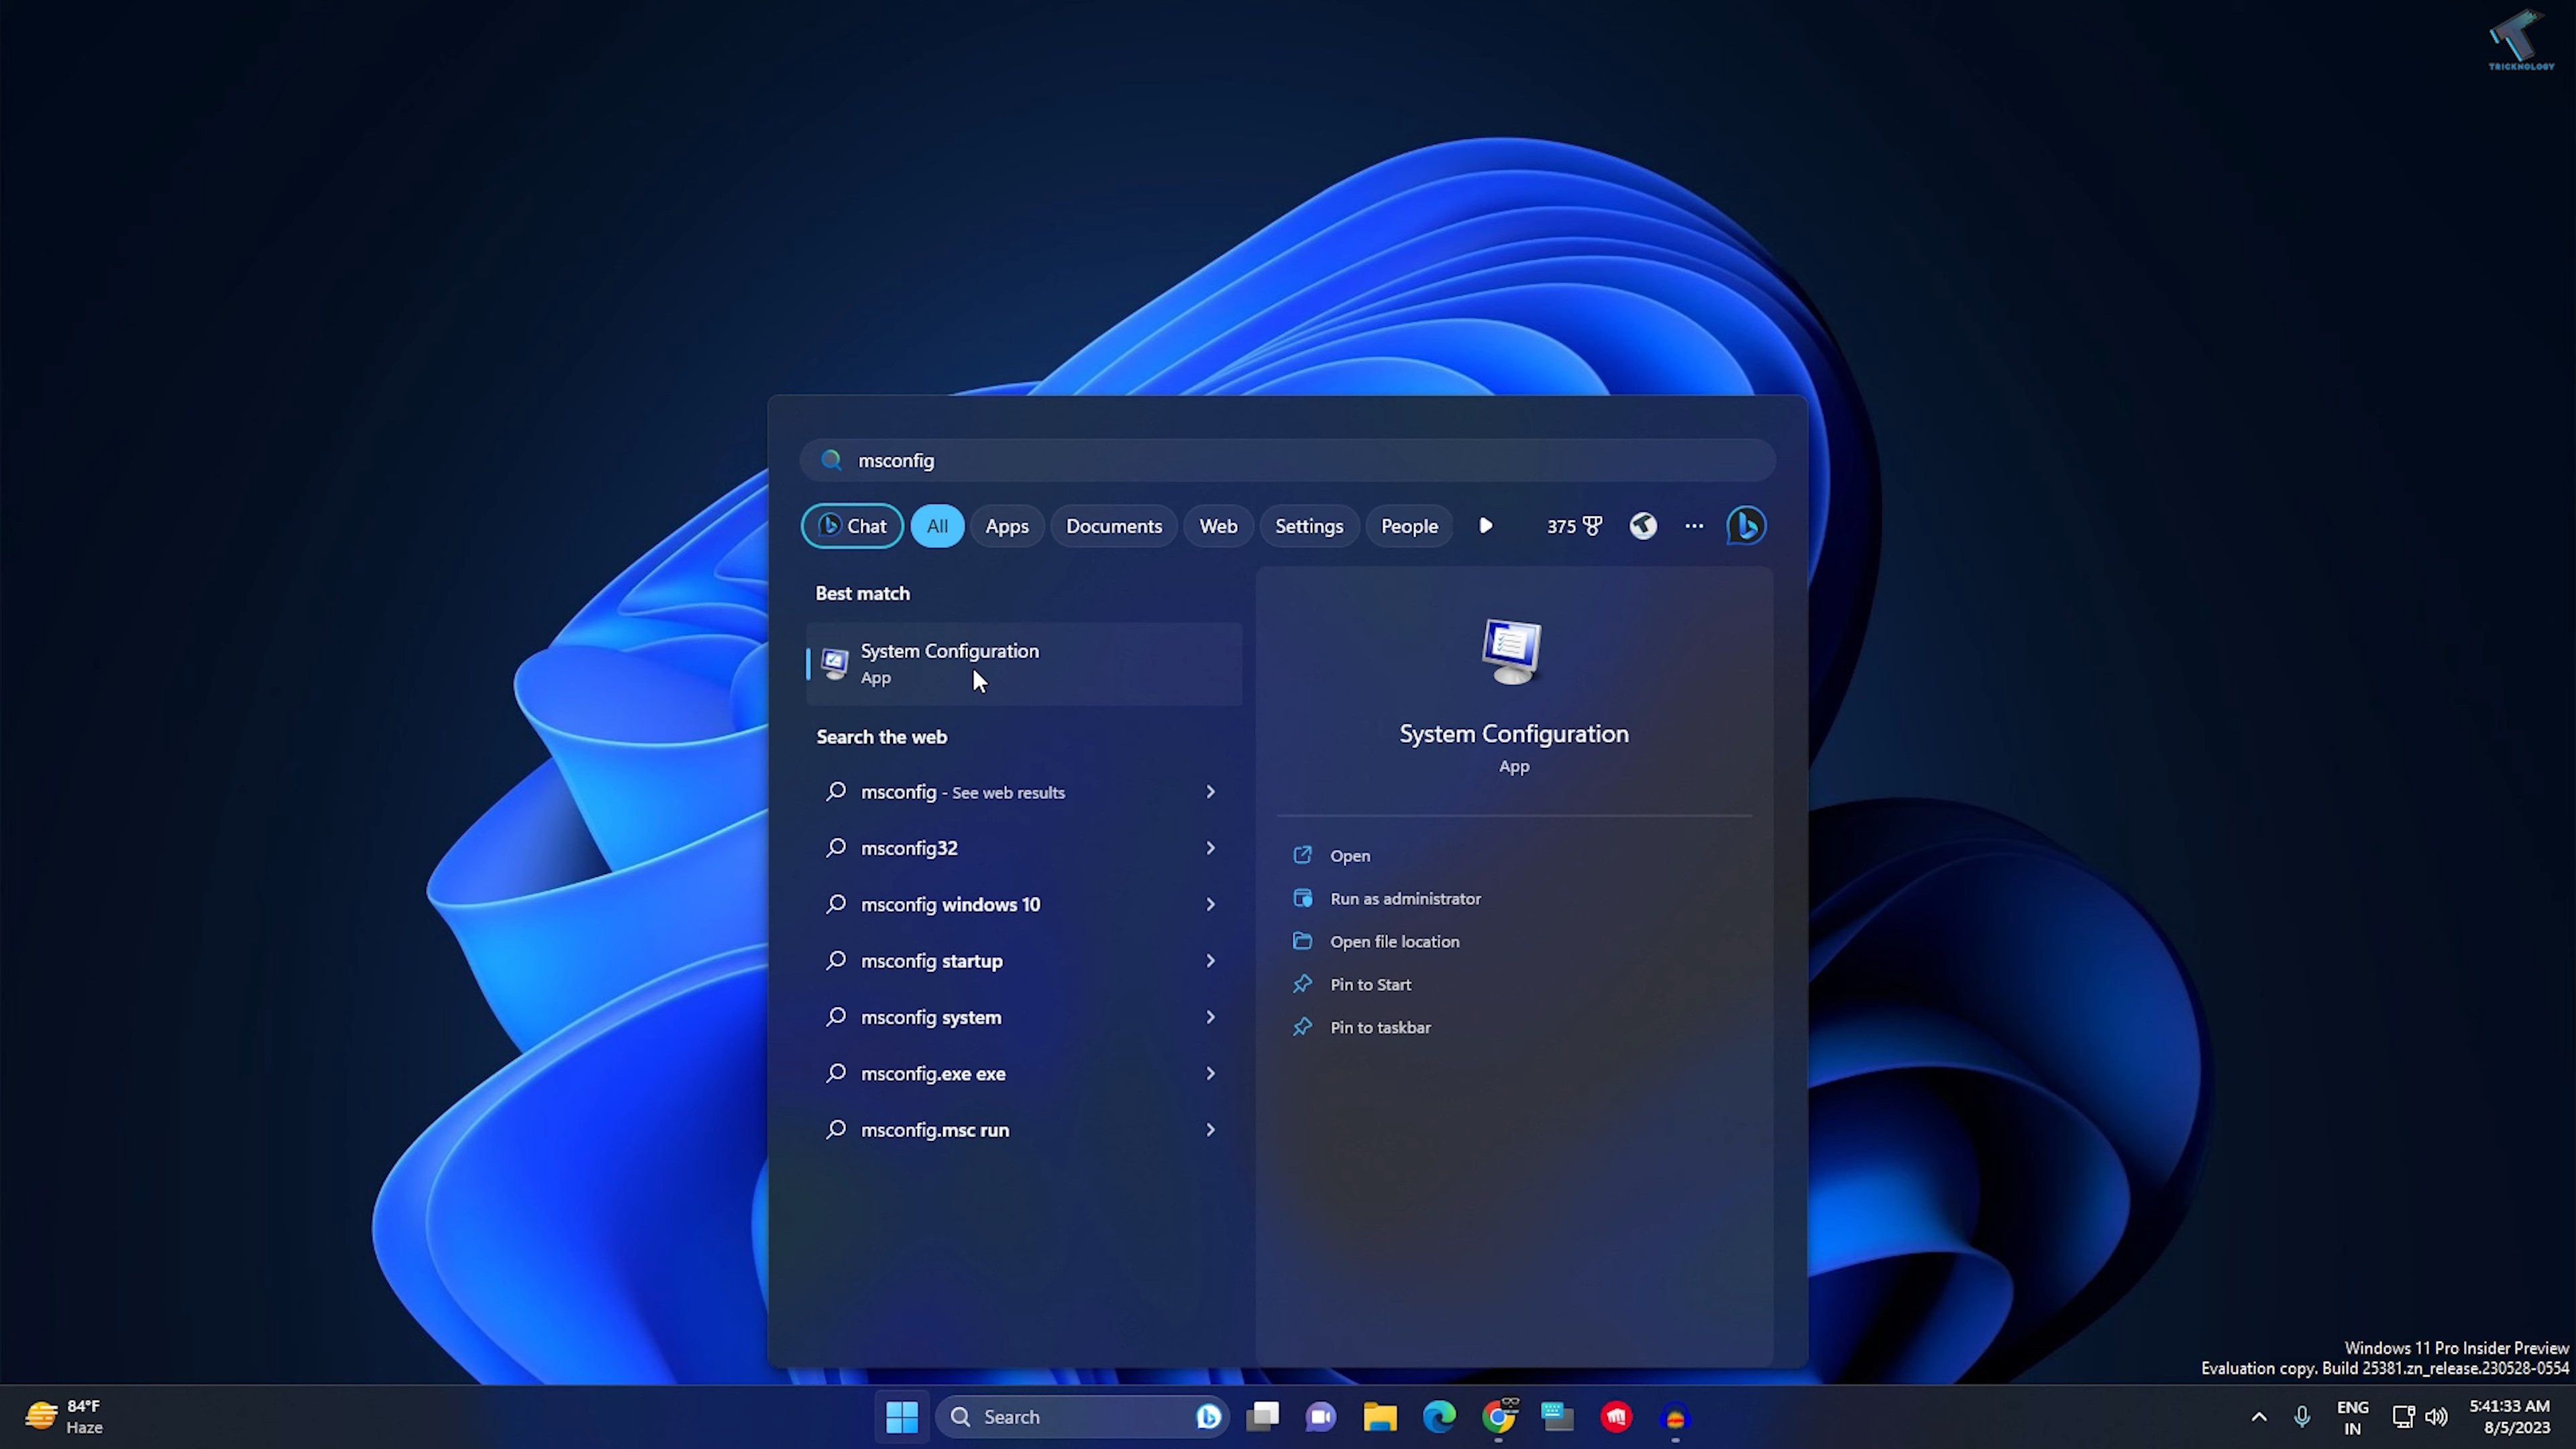 TRICKNOLOGY
msconfig
Chat All Apps Documents Web Settings People 375
Best match
System Configuration
App
Search the web
msconfig - See web results
msconfig32
msconfig windows 10
msconfig startup
msconfig system
msconfig.exe exe
msconfig.msc run
System Configuration
App
Open
Run as administrator
Open file location
Pin to Start
Pin to taskbar
Windows 11 Pro Insider Preview
Evaluation copy. Build 25381.zn_release.230528-0554
84°F
Haze
Search
ENG
IN
5:41:33 AM
8/5/2023